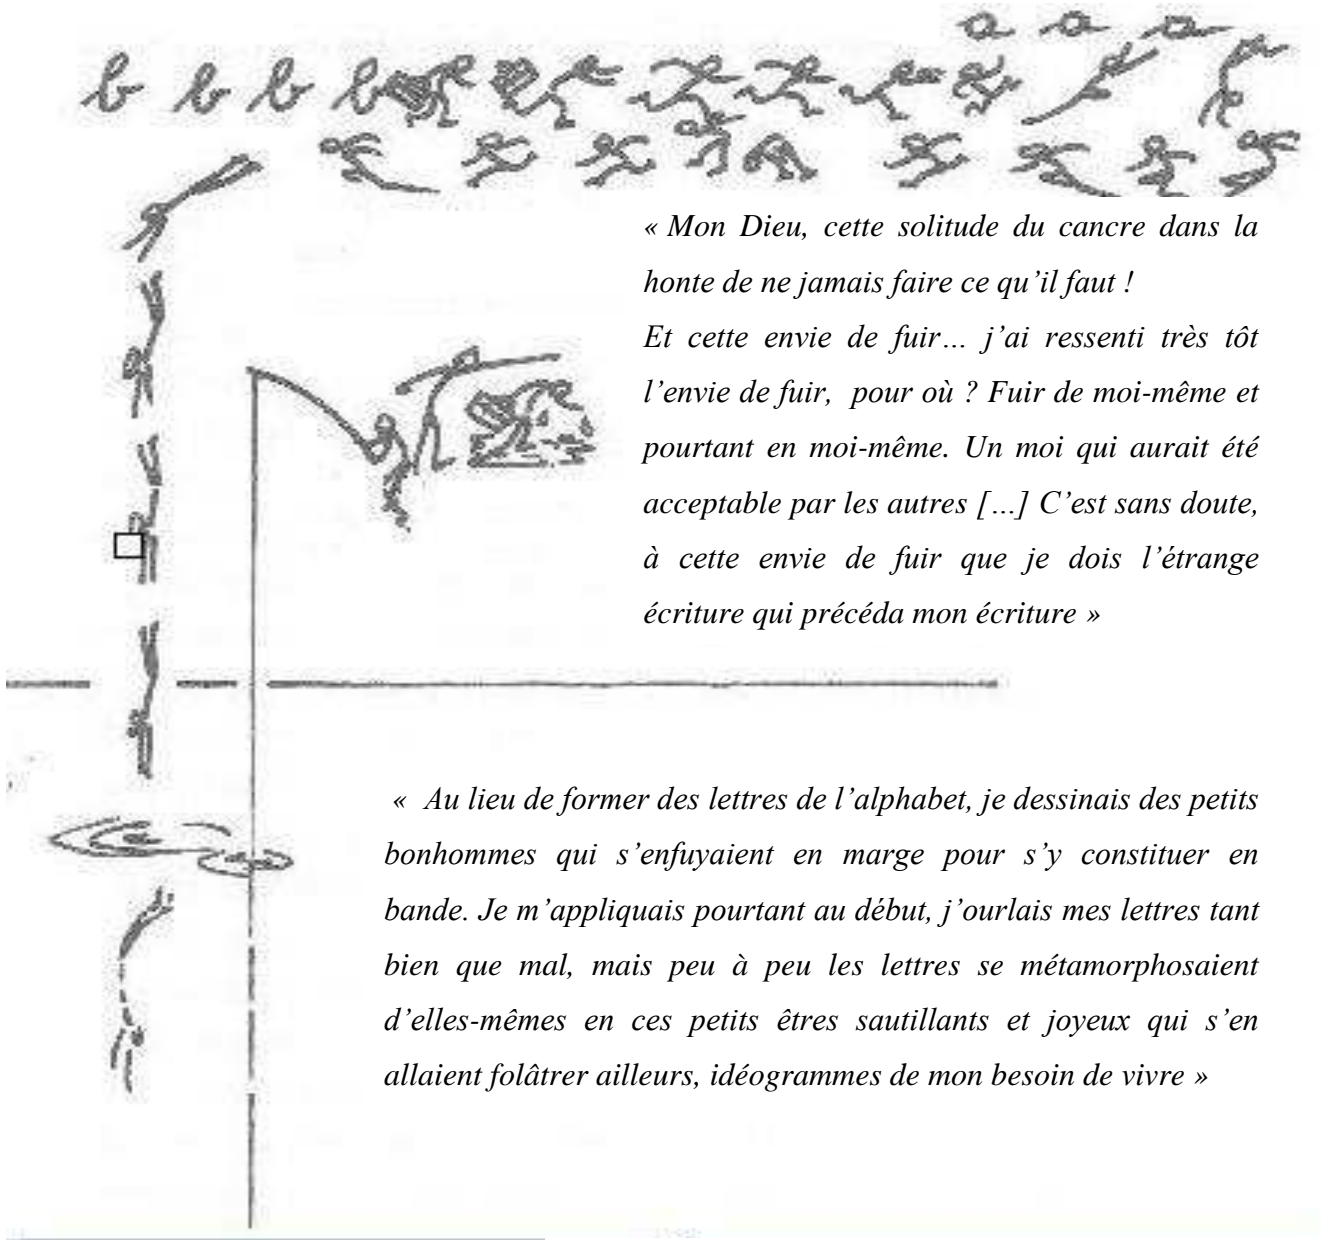 b b b b
a a a
« Mon Dieu, cette solitude du cancre dans la
honte de ne jamais faire ce qu’il faut !
Et cette envie de fuir… j’ai ressenti très tôt
l’envie de fuir, pour où ? Fuir de moi-même et
pourtant en moi-même. Un moi qui aurait été
acceptable par les autres […] C’est sans doute,
à cette envie de fuir que je dois l’étrange
écriture qui précéda mon écriture »
« Au lieu de former des lettres de l’alphabet, je dessinais des petits
bonhommes qui s’enfuyaient en marge pour s’y constituer en
bande. Je m’appliquais pourtant au début, j’ourlais mes lettres tant
bien que mal, mais peu à peu les lettres se métamorphosaient
d’elles-mêmes en ces petits êtres sautillants et joyeux qui s’en
allaient folâtrer ailleurs, idéogrammes de mon besoin de vivre »